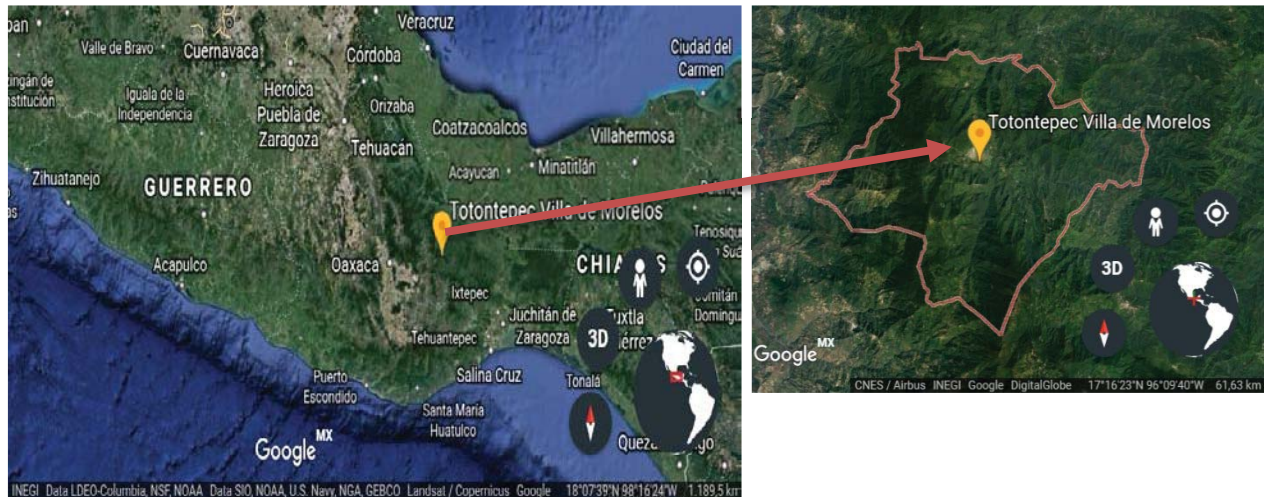 Veracruz
Valle de Bravo
Cuernavaca
Córdoba
Ciudad del
Carmen
Iguala de la
Independencia
Heroica
Puebla de
Zaragoza
Orizaba
Coatzacoalcos
Villahermosa
Tehuacán
Acayucan
Minatitlán
Zihuatanejo
GUERRERO
Totontepec Villa de Morelos
Acapulco
Oaxaca
Ixtepec
Juchitán de
Zaragoza
Tehuantepec
3D
Salina Cruz
Tonalá
Puerto
Escondido
Santa María
Huatulco
Google MX
INEGI Data LDEO-Columbia, NSF, NOAA Data SIO, NOAA, U.S. Navy, NGA, GEBCO Landsat / Copernicus Google 18°07'39"N 98°16'24"W 1.189,5 km
Totontepec Villa de Morelos
3D
Google MX
CNES / Airbus INEGI Google DigitalGlobe 17°16'23"N 96°09'40"W 61,63 km